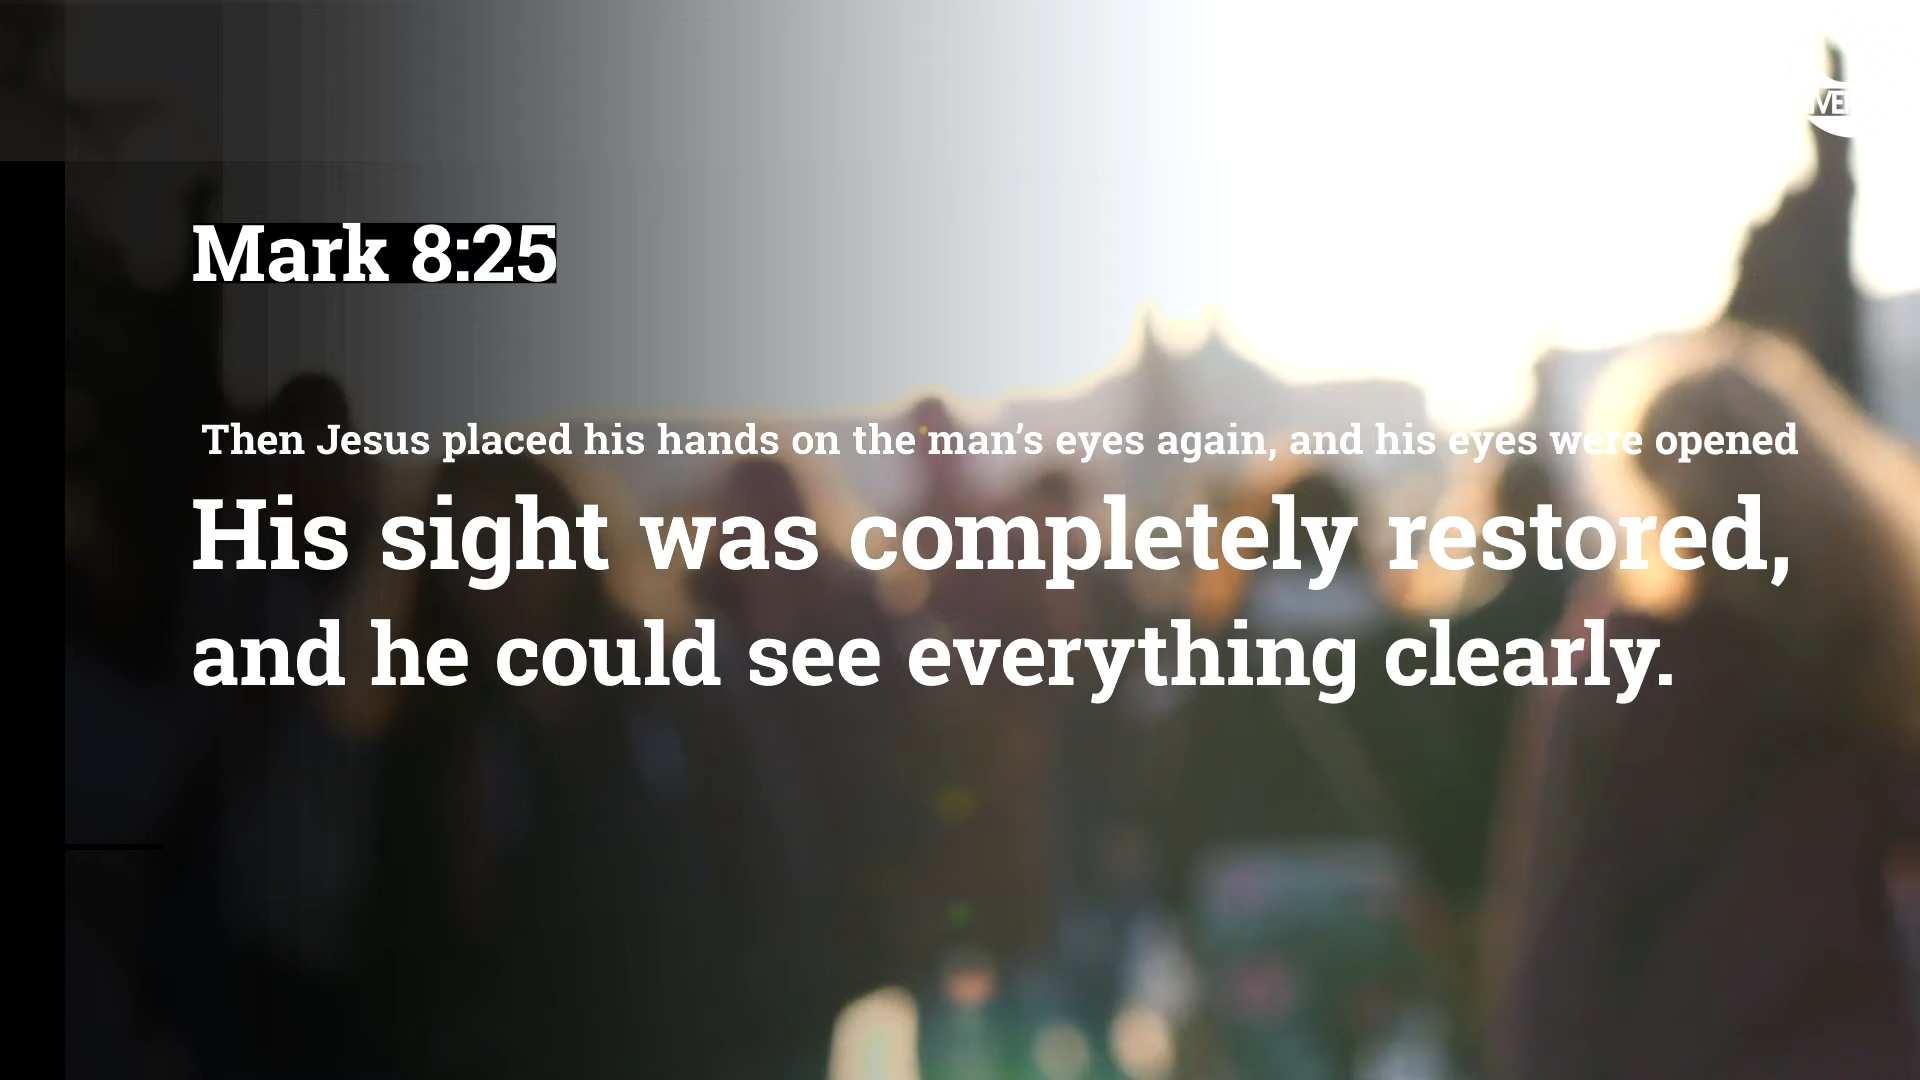 Mark 8:25
Then Jesus placed his hands on the man’s eyes again, and his eyes were opened
His sight was completely restored,
and he could see everything clearly.